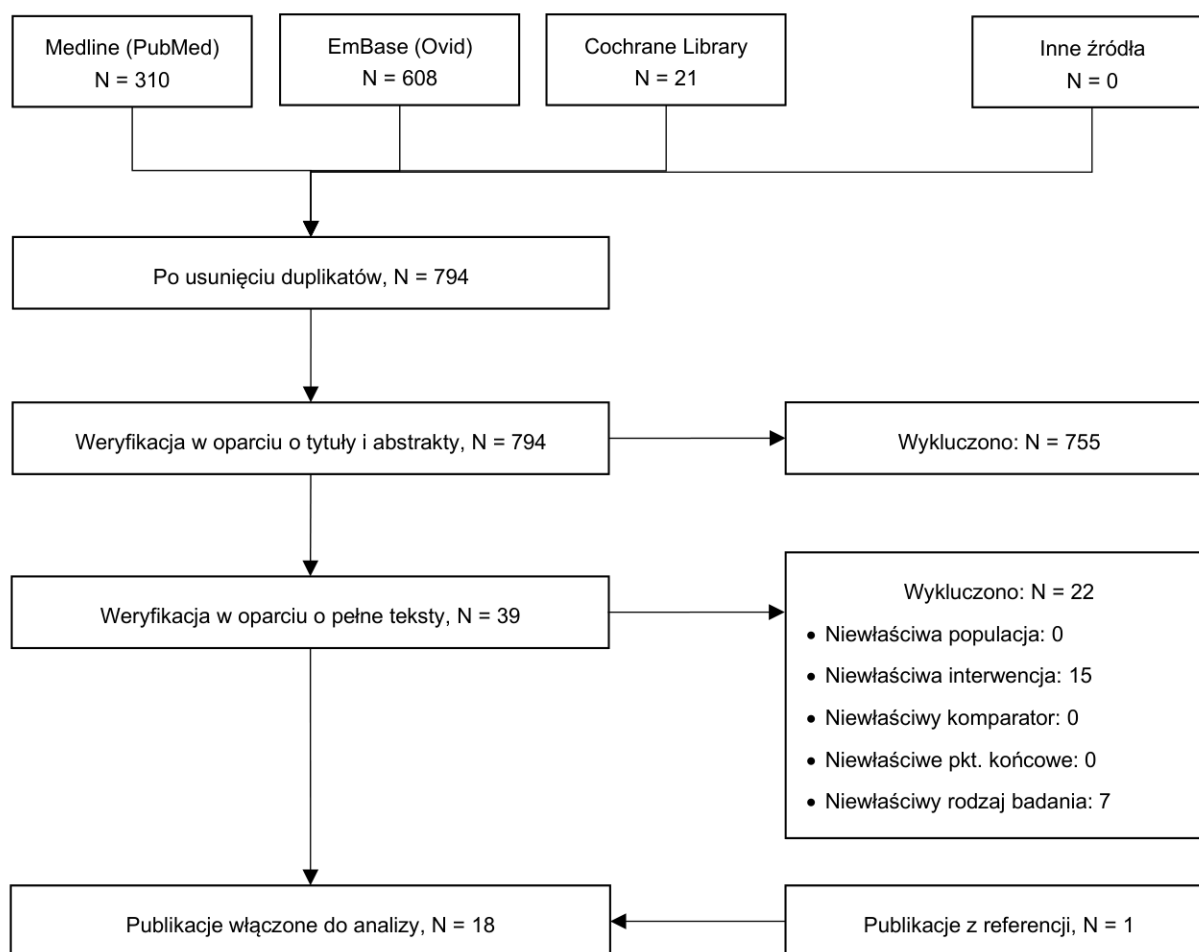 Medline (PubMed)
N = 310
EmBase (Ovid)
N = 608
Cochrane Library
N = 21
Inne źródła
N = 0
Po usunięciu duplikatów, N = 794
Weryfikacja w oparciu o tytuły i abstrakty, N = 794
Wykluczono: N = 755
Weryfikacja w oparciu o pełne teksty, N = 39
Wykluczono: N = 22
• Niewłaściwa populacja: 0
• Niewłaściwa interwencja: 15
• Niewłaściwy komparator: 0
• Niewłaściwe pkt. końcowe: 0
• Niewłaściwy rodzaj badania: 7
Publikacje włączone do analizy, N = 18
Publikacje z referencji, N = 1